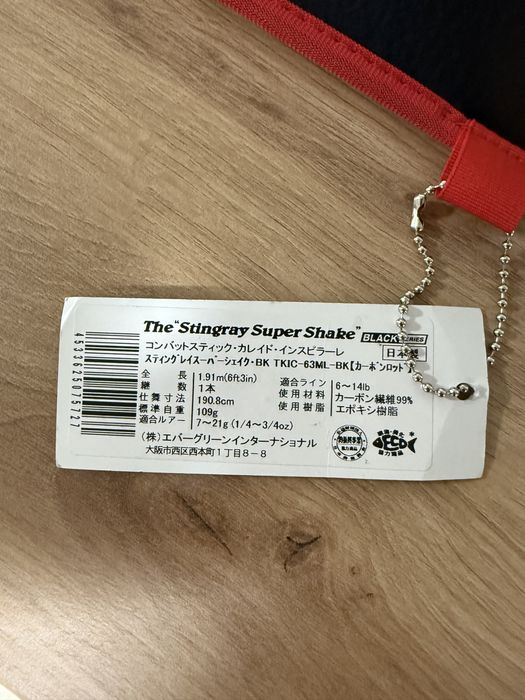 The "Stingray Super Shake" BLACK SERIES
コンバットスティック・カレイド・インスピラーレ
日本製
スティングレイスーパーシェイク・BK TKIC-63ML-BK【カーボンロッド】
全長 1.91m(6ft3in)
継数 1本
仕舞寸法 190.8cm
標準自重 109g
適合ルアー 7〜21g(1/4〜3/4oz)
適合ライン 6〜14lb
使用材料 カーボン繊維99%
使用樹脂 エポキシ樹脂
(株)エバーグリーンインターナショナル
大阪市西区西本町1丁目8-8
4533625075727
ECO
協力商品